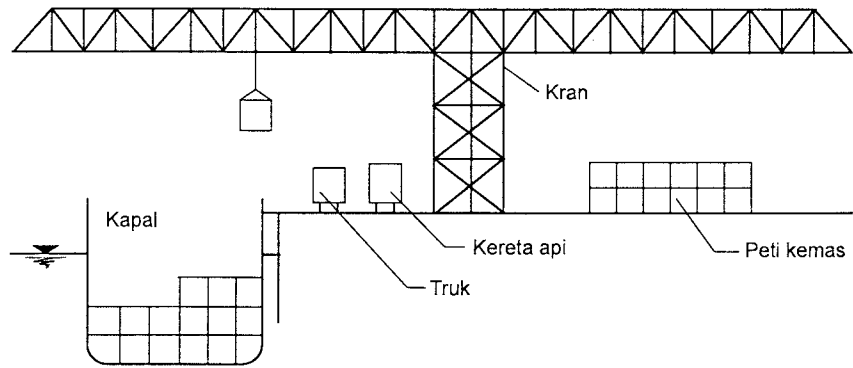 Kran
Kapal
Kereta api
Peti kemas
Truk